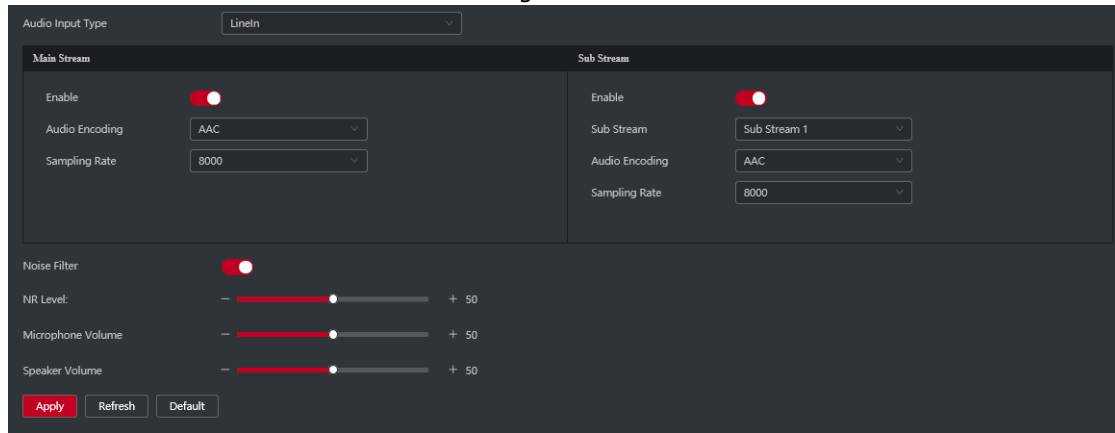 Audio Input Type LineIn
Main Stream Sub Stream
Enable Enable
Audio Encoding AAC Sub Stream Sub Stream 1
Sampling Rate 8000 Audio Encoding AAC
Sampling Rate 8000
Noise Filter
NR Level: 50
Microphone Volume 50
Speaker Volume 50
Apply Refresh Default